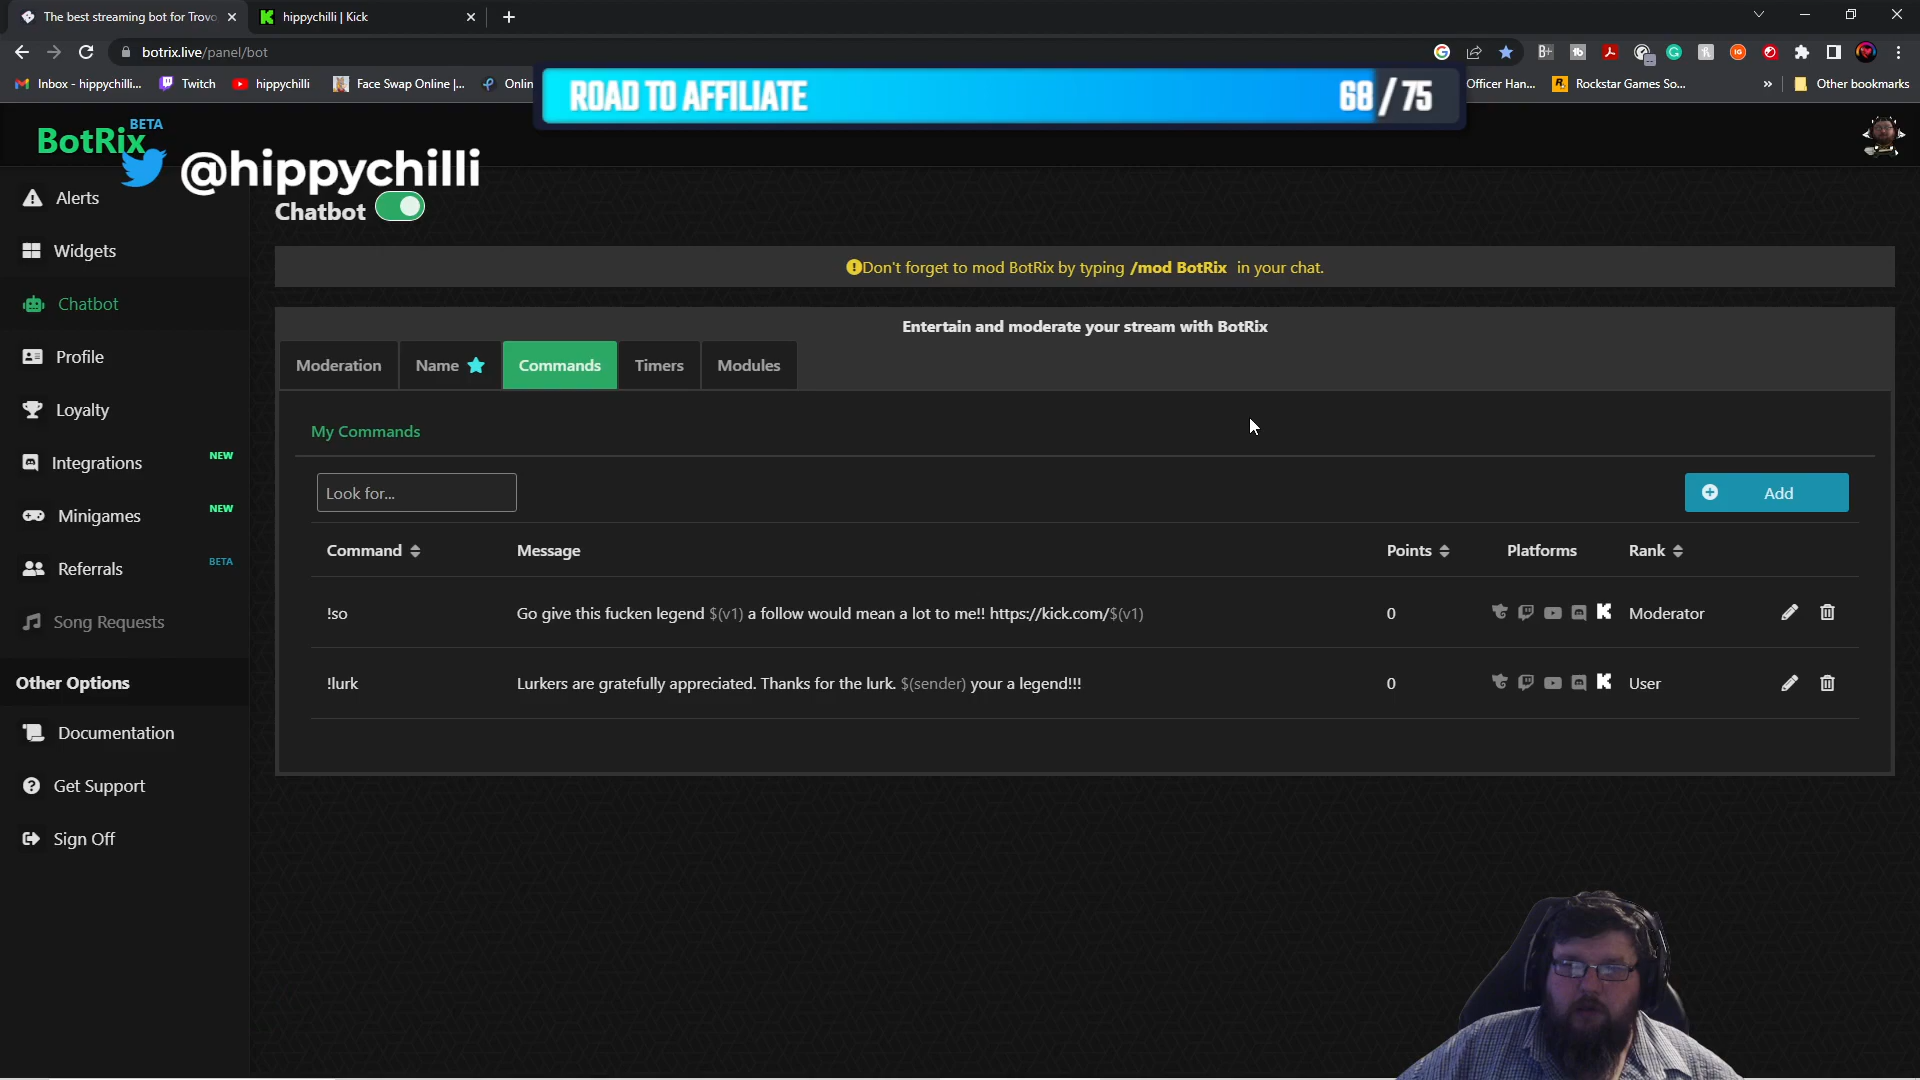 The best streaming bot for Trovo
hippychilli | Kick
botrix.live/panel/bot
Inbox - hippychilli...
Twitch
hippychilli
Face Swap Online |...
Onlin
Officer Han...
Rockstar Games So...
»
Other bookmarks
ROAD TO AFFILIATE
68 / 75
BotRix
BETA
@hippychilli
Alerts
Widgets
Chatbot
Profile
Loyalty
Integrations
NEW
Minigames
NEW
Referrals
BETA
Song Requests
Other Options
Documentation
Get Support
Sign Off
Chatbot
Don't forget to mod BotRix by typing /mod BotRix in your chat.
Entertain and moderate your stream with BotRix
Moderation
Name
Commands
Timers
Modules
My Commands
Look for...
Add
Command
Message
Points
Platforms
Rank
!so
Go give this fucken legend $(v1) a follow would mean a lot to me!! https://kick.com/$(v1)
0
Moderator
!lurk
Lurkers are gratefully appreciated. Thanks for the lurk. $(sender) your a legend!!!
0
User